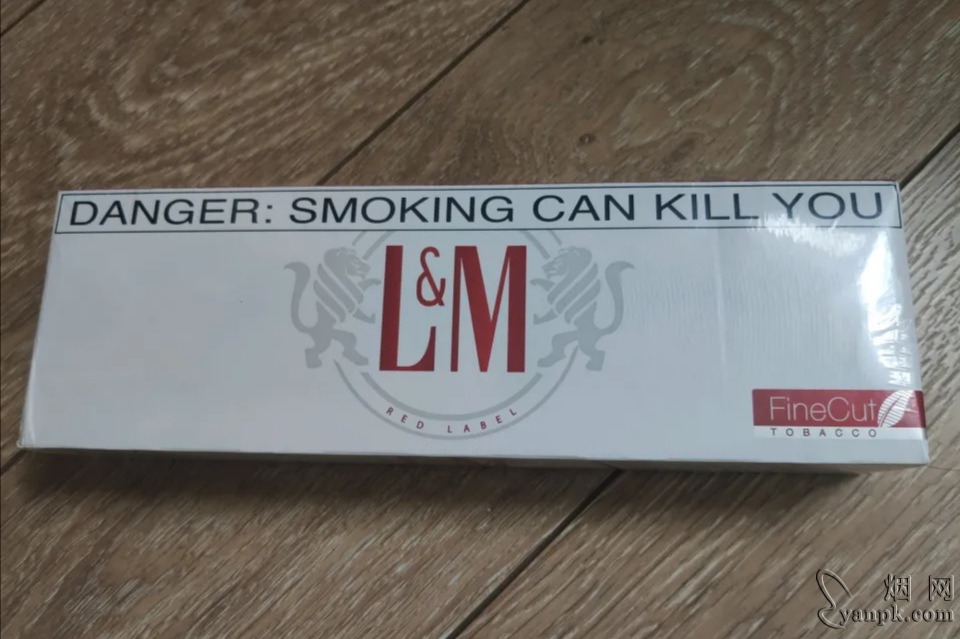 DANGER: SMOKING CAN KILL YOU
L&M
RED LABEL
FineCut
TOBACCO
烟网
yanpk.com